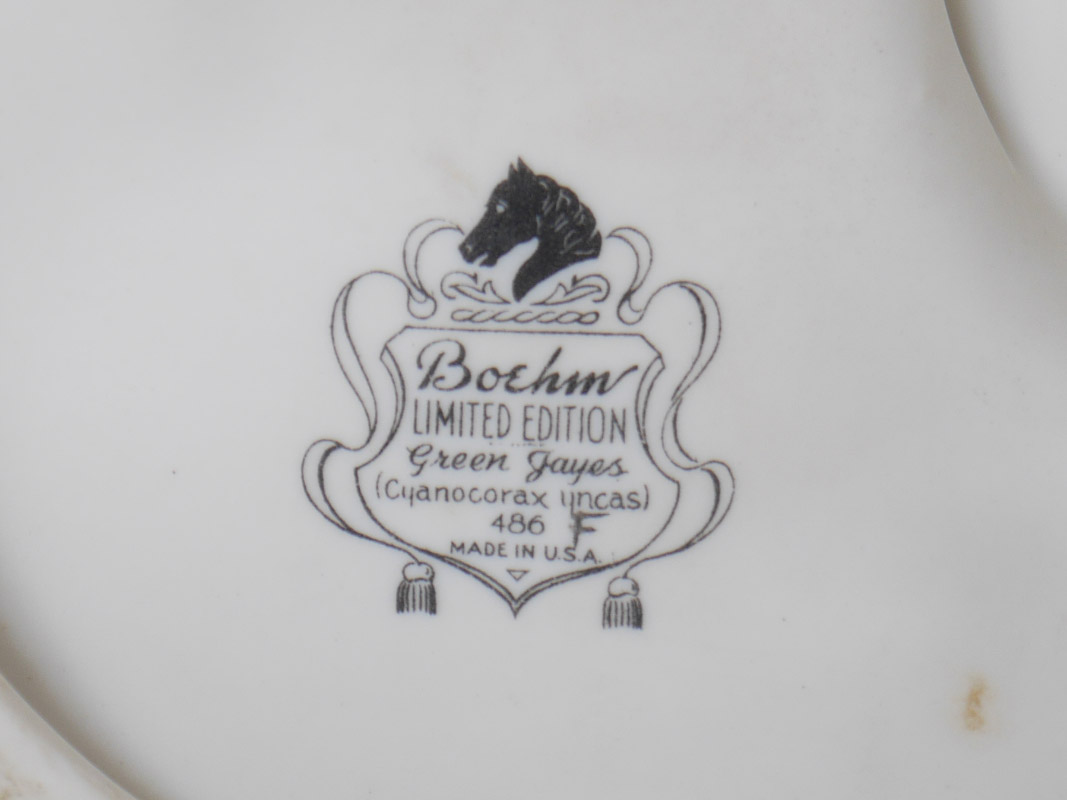 Boehm
LIMITED EDITION
Green Jayes
(Cyanocorax yncas)
486 F
MADE IN U.S.A.